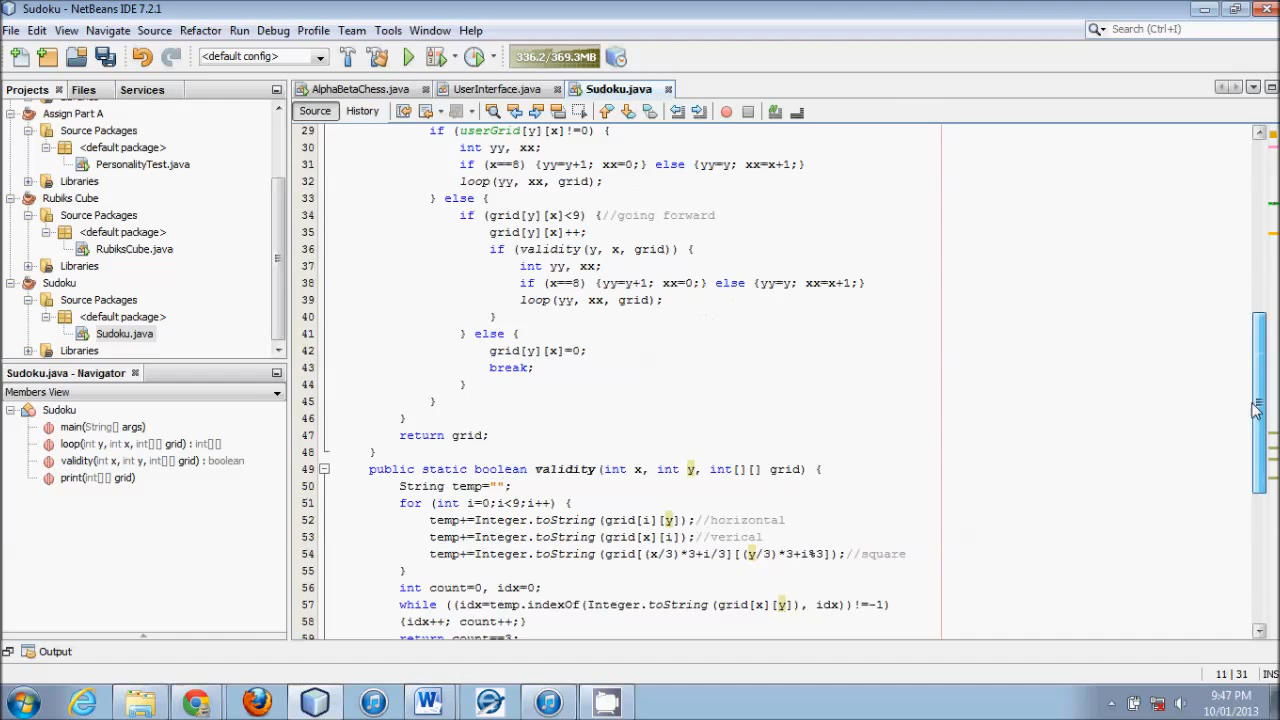 Sudoku - NetBeans IDE 7.2.1
File Edit View Navigate Source Refactor Run Debug Profile Team Tools Window Help
Search (Ctrl+I)
<default config>
336.2/369.3MB
Projects Files Services
AlphaBetaChess.java UserInterface.java Sudoku.java
Source History
Assign Part A
Source Packages
<default package>
PersonalityTest.java
Libraries
Rubiks Cube
Source Packages
<default package>
RubiksCube.java
Libraries
Sudoku
Source Packages
<default package>
Sudoku.java
Libraries
Sudoku.java - Navigator
Members View
Sudoku
main(String[] args)
loop(int y, int x, int[][] grid) : int[][]
validity(int x, int y, int[][] grid) : boolean
print(int[][] grid)
29 if (userGrid[y][x]!=0) {
30 int yy, xx;
31 if (x==8) {yy=y+1; xx=0;} else {yy=y; xx=x+1;}
32 loop(yy, xx, grid);
33 } else {
34 if (grid[y][x]<9) {//going forward
35 grid[y][x]++;
36 if (validity(y, x, grid)) {
37 int yy, xx;
38 if (x==8) {yy=y+1; xx=0;} else {yy=y; xx=x+1;}
39 loop(yy, xx, grid);
40 }
41 } else {
42 grid[y][x]=0;
43 break;
44 }
45 }
46 }
47 return grid;
48 }
49 public static boolean validity(int x, int y, int[][] grid) {
50 String temp="";
51 for (int i=0;i<9;i++) {
52 temp+=Integer.toString(grid[i][y]);//horizontal
53 temp+=Integer.toString(grid[x][i]);//verical
54 temp+=Integer.toString(grid[(x/3)*3+i/3][(y/3)*3+i%3]);//square
55 }
56 int count=0, idx=0;
57 while ((idx=temp.indexOf(Integer.toString(grid[x][y]), idx))!=-1)
58 {idx++; count++;}
59 return count==3;
Output
11 | 31 INS
9:47 PM
10/01/2013